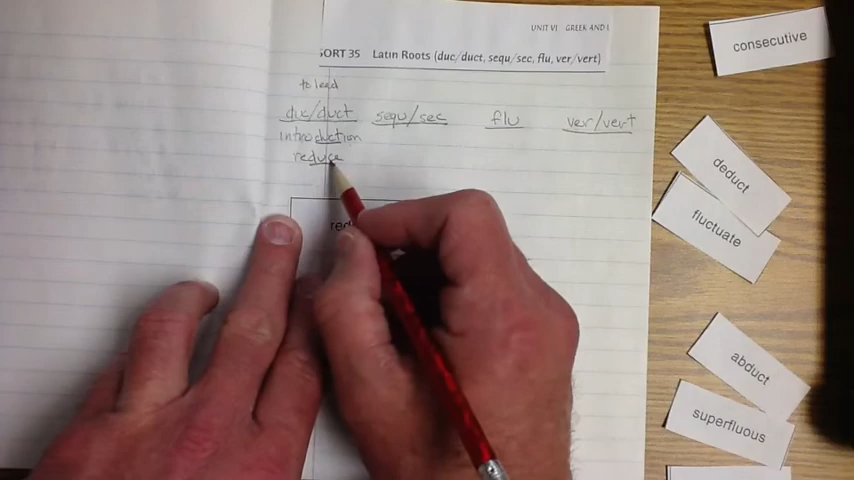 UNIT VI GREEK AND
SORT 35 Latin Roots (duc/duct, sequ/sec, flu, ver/vert)
to lead
duc/duct sequ/sec flu ver/vert
introduction
reduce
red
consecutive
deduct
fluctuate
abduct
superfluous